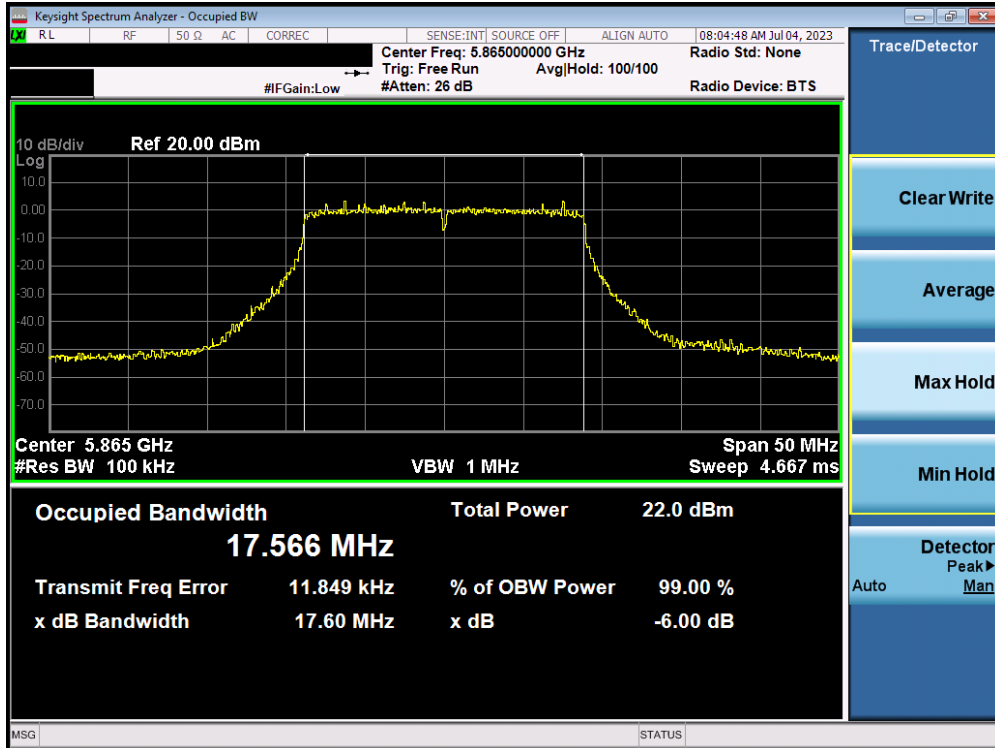 Keysight Spectrum Analyzer - Occupied BW
LXI RL RF 50 Ω AC CORREC SENSE:INT SOURCE OFF ALIGN AUTO 08:04:48 AM Jul 04, 2023
Center Freq: 5.865000000 GHz Radio Std: None
Trig: Free Run Avg|Hold: 100/100
#IFGain:Low #Atten: 26 dB Radio Device: BTS
Trace/Detector
10 dB/div Ref 20.00 dBm
Log
10.0
0.00
-10.0
-20.0
-30.0
-40.0
-50.0
-60.0
-70.0
Center 5.865 GHz Span 50 MHz
#Res BW 100 kHz VBW 1 MHz Sweep 4.667 ms
Occupied Bandwidth Total Power 22.0 dBm
17.566 MHz
Transmit Freq Error 11.849 kHz % of OBW Power 99.00 %
x dB Bandwidth 17.60 MHz x dB -6.00 dB
Clear Write
Average
Max Hold
Min Hold
Detector
Peak▶
Auto Man
MSG STATUS